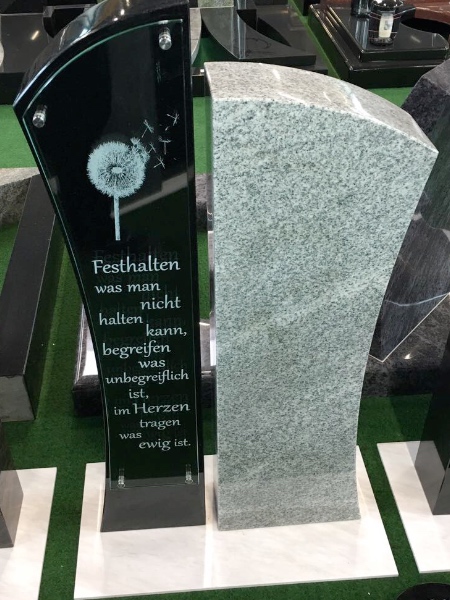 Festhalten
was man
nicht
halten
kann,
begreifen
was
unbegreiflich
ist,
im Herzen
tragen
was
ewig ist.